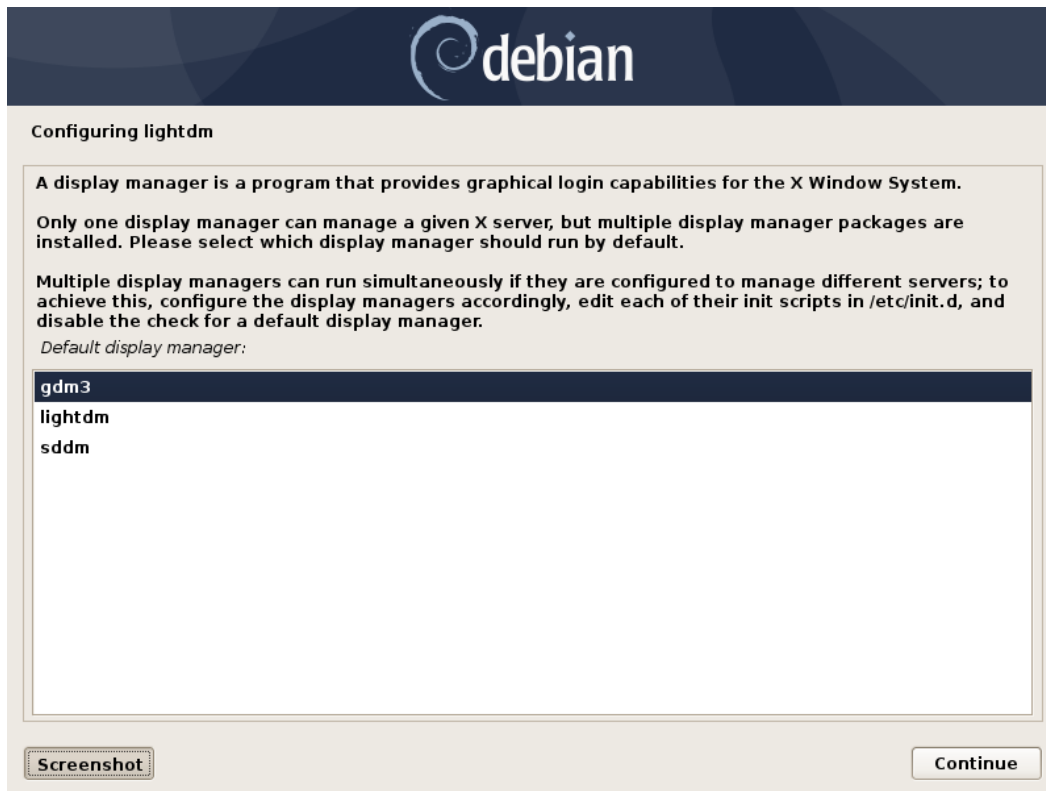 debian
Configuring lightdm
A display manager is a program that provides graphical login capabilities for the X Window System.
Only one display manager can manage a given X server, but multiple display manager packages are
installed. Please select which display manager should run by default.
Multiple display managers can run simultaneously if they are configured to manage different servers; to
achieve this, configure the display managers accordingly, edit each of their init scripts in /etc/init.d, and
disable the check for a default display manager.
Default display manager:
gdm3
lightdm
sddm
Screenshot
Continue